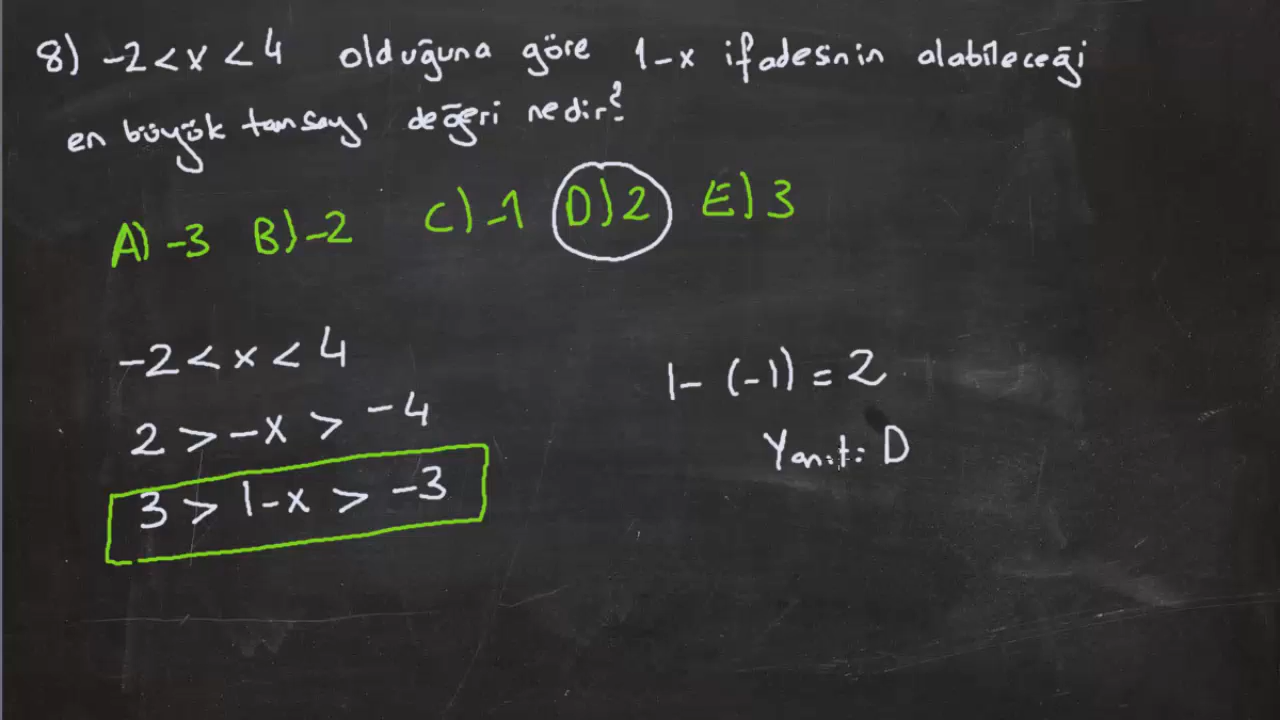 8) -2 < x < 4 olduğuna göre 1-x ifadesinin alabileceği
en büyük tamsayı değeri nedir?
A) -3 B) -2 C) -1 D) 2 E) 3
-2 < x < 4
2 > -x > -4
3 > 1-x > -3
1- (-1) = 2
Yanıt: D